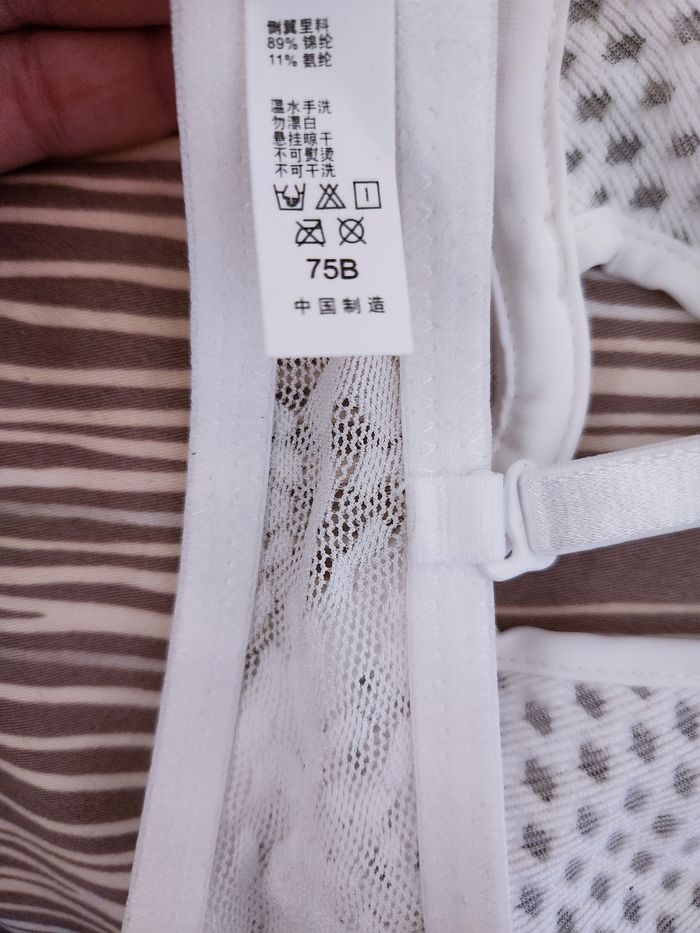 侧翼里料
89% 锦纶
11% 氨纶
温水手洗
勿漂白
悬挂晾干
不可熨烫
不可干洗
75B
中国制造